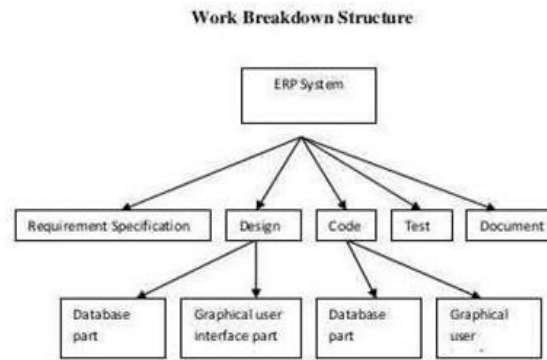 Work Breakdown Structure
ERP System
Requirement Specification
Design
Code
Test
Document
Database
part
Graphical user
interface part
Database
part
Graphical
user